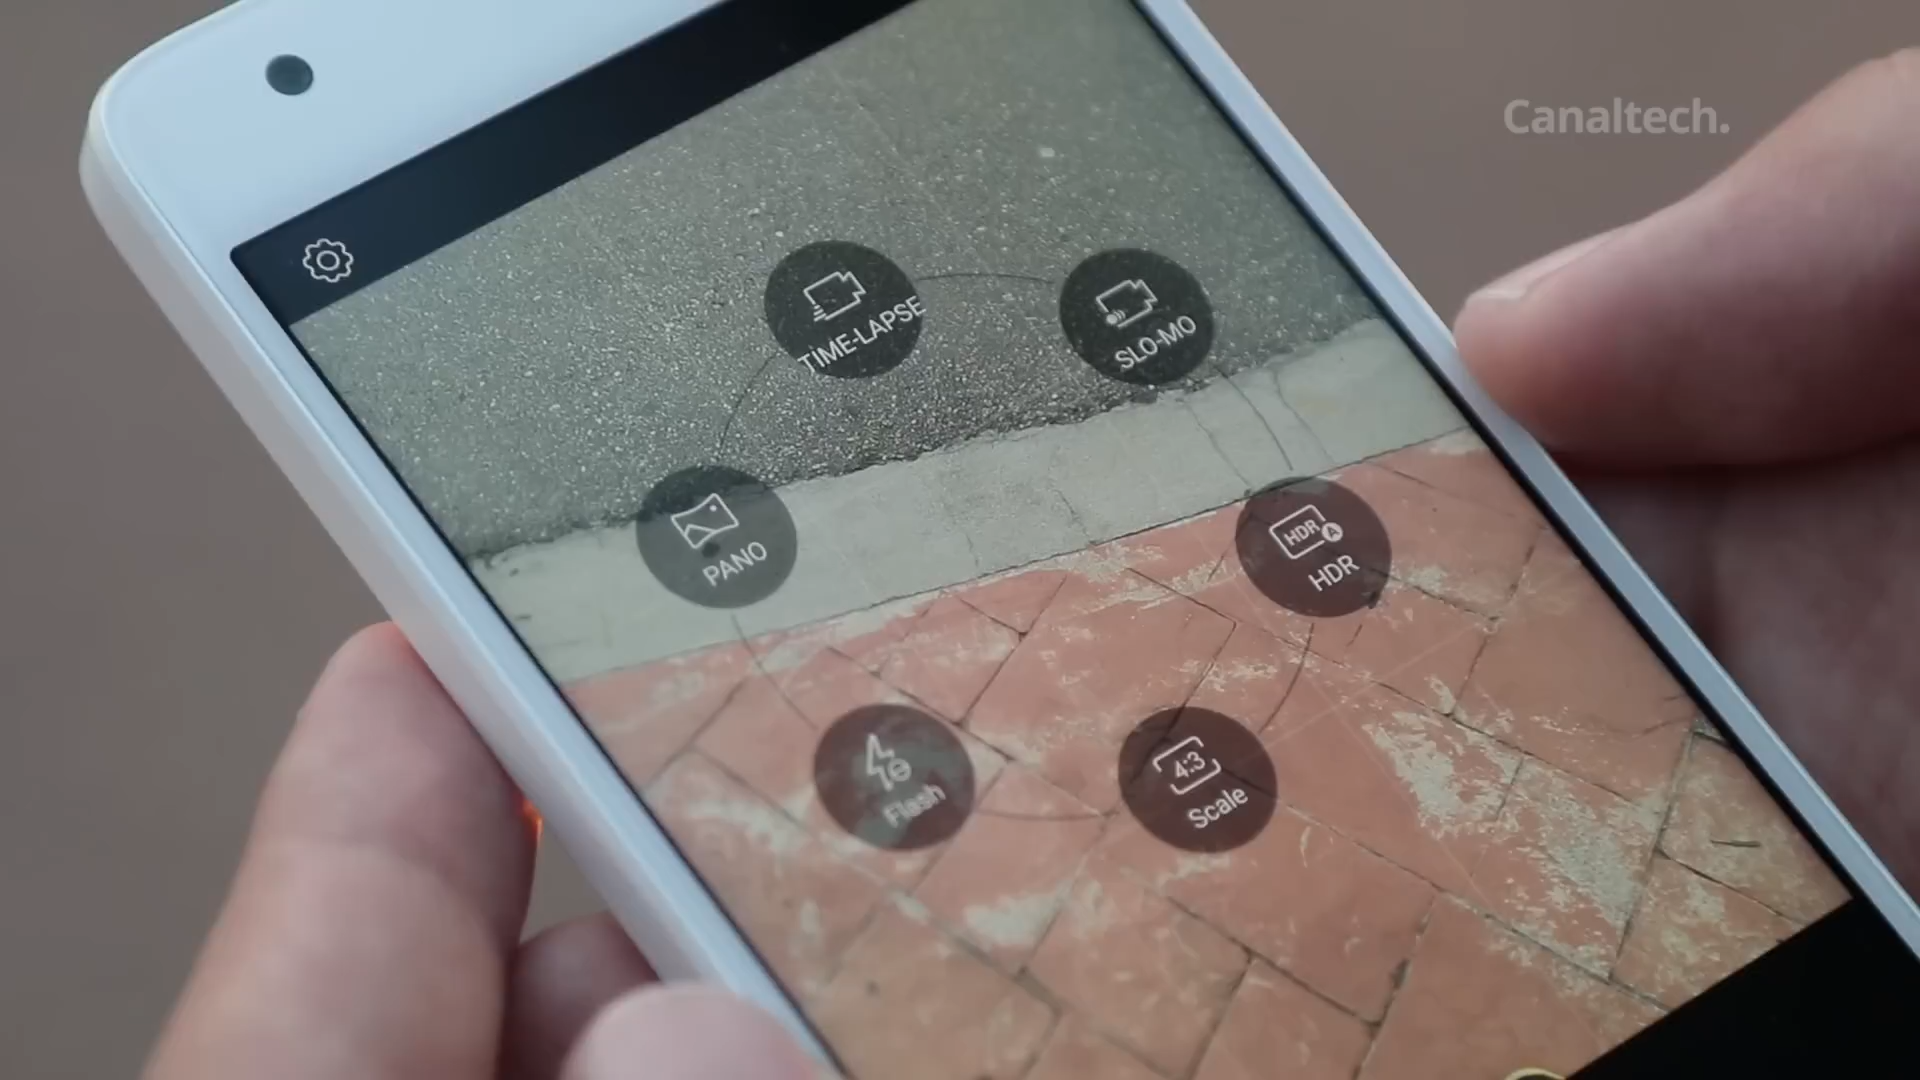 Canaltech.
TIME-LAPSE
SLO-MO
PANO
HDR
HDR
Flash
4:3
Scale